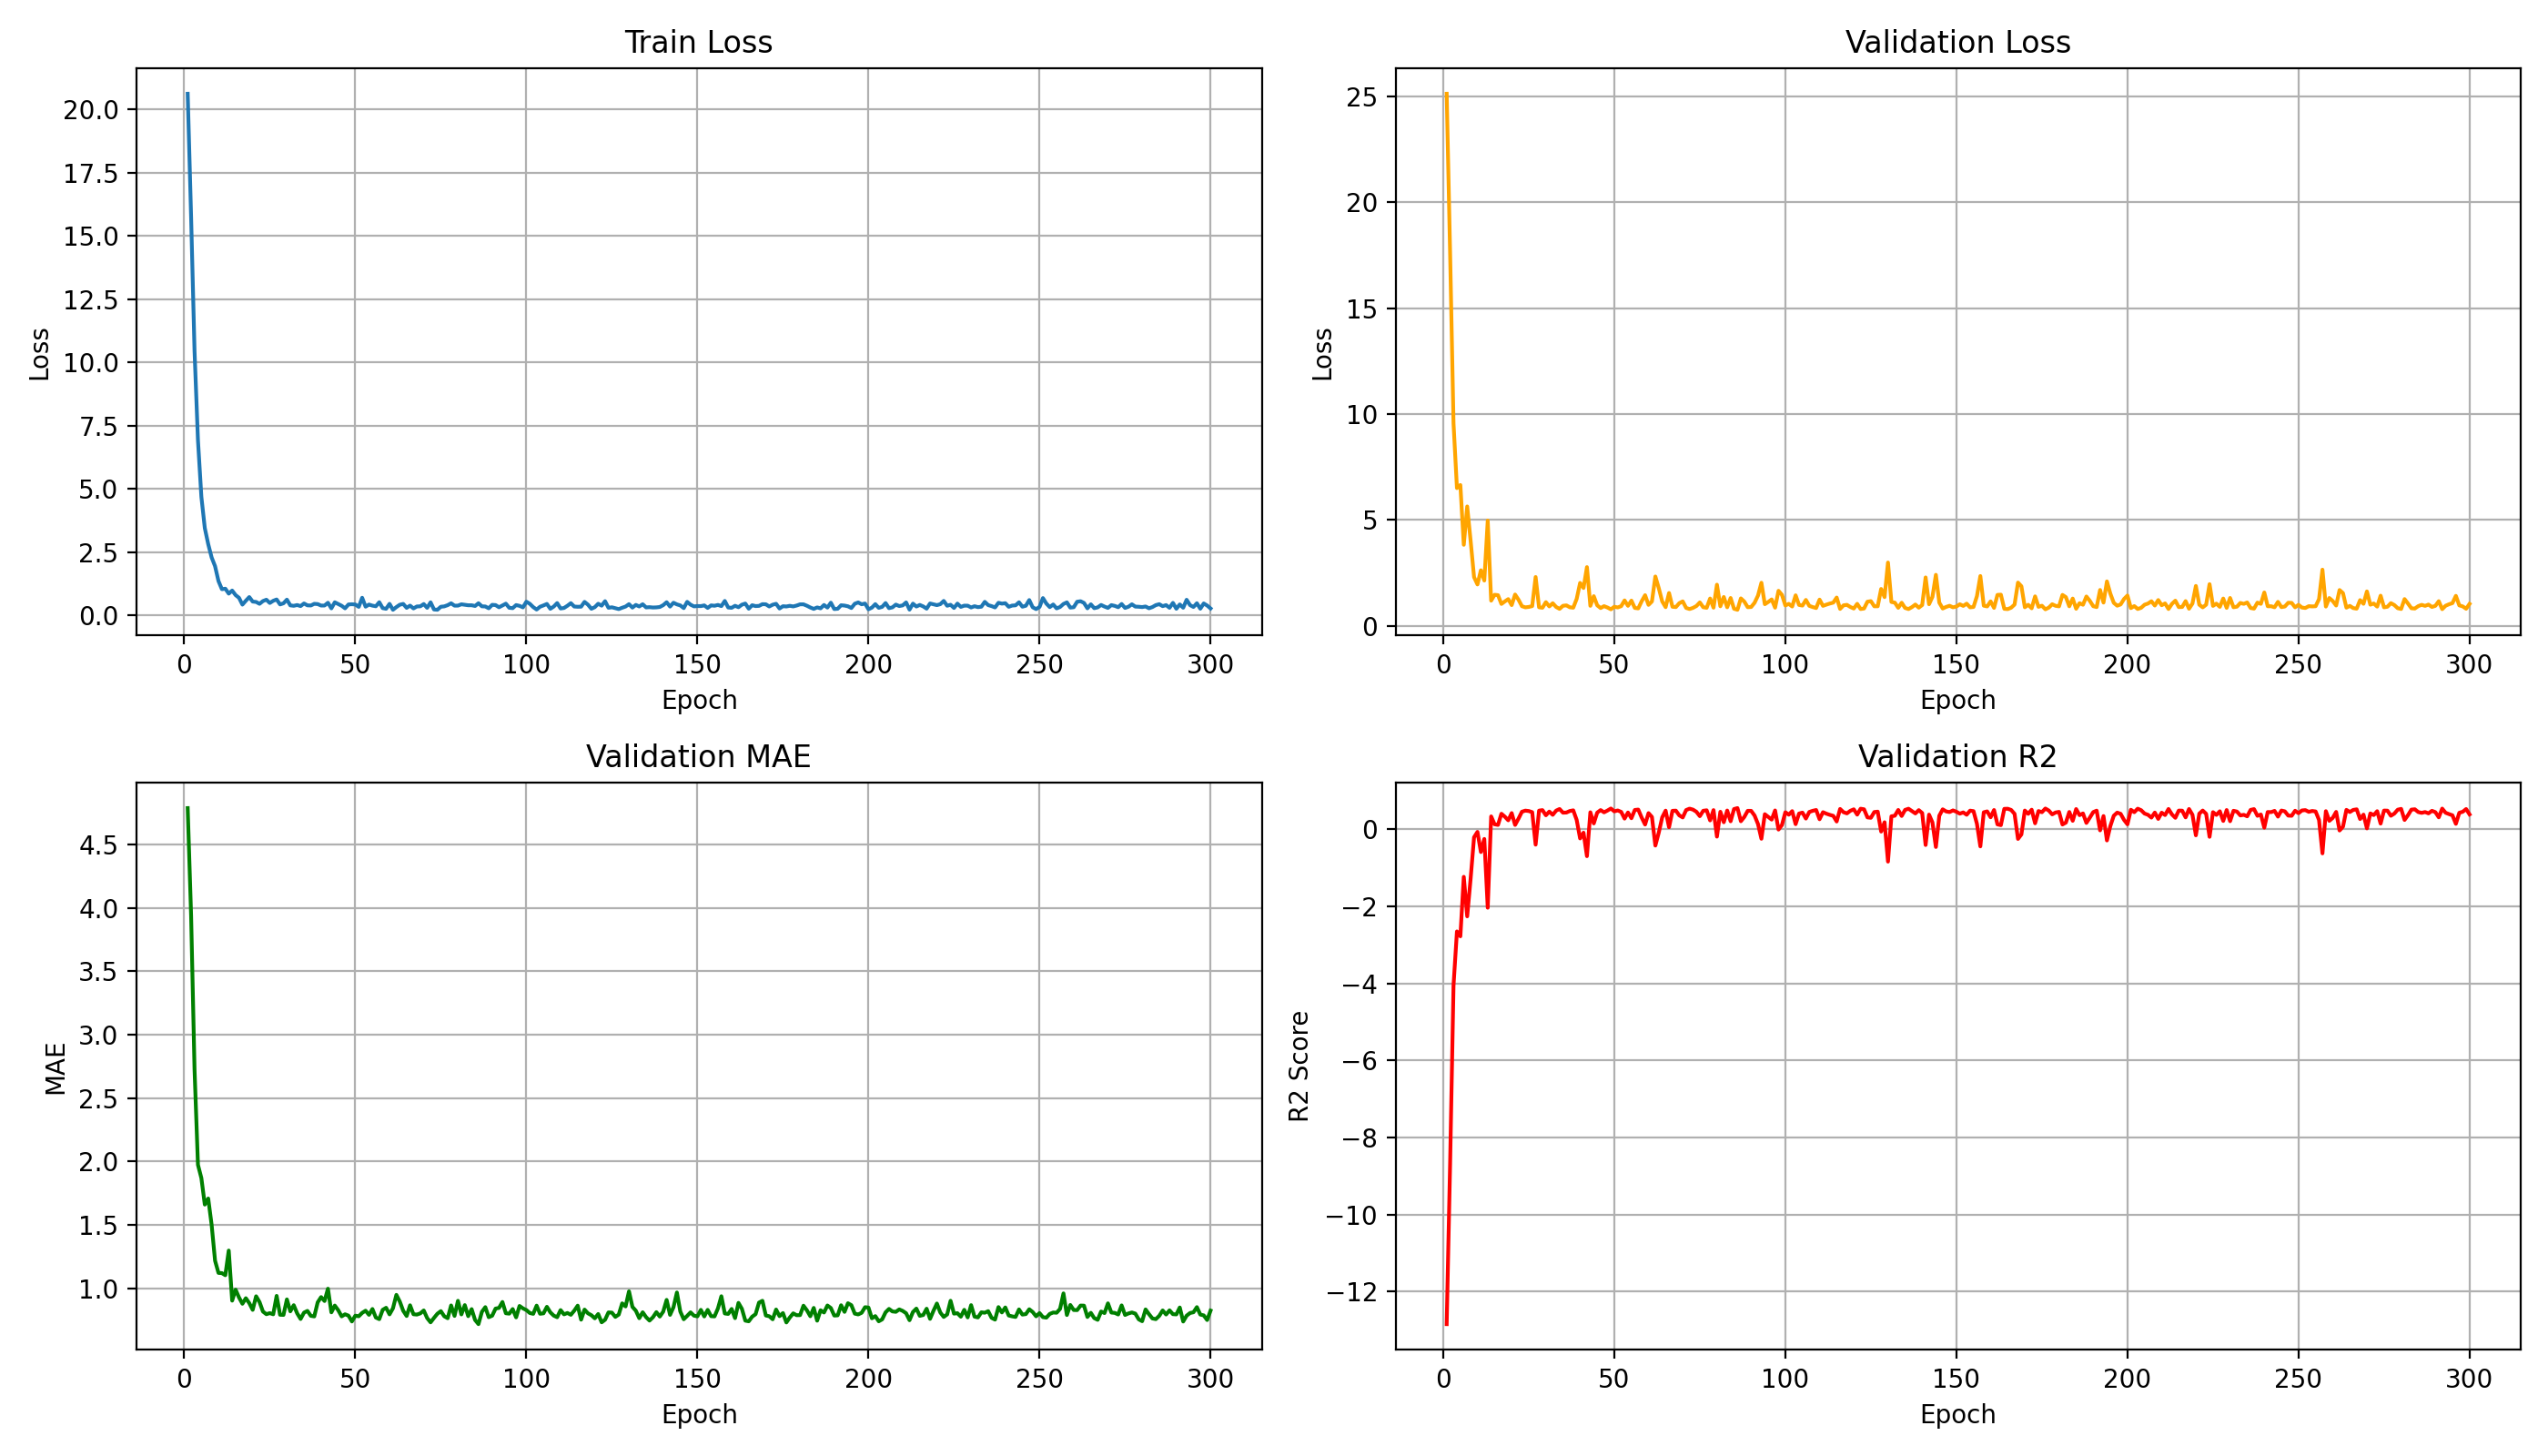 Train Loss
20.0
17.5
15.0
12.5
10.0
7.5
5.0
2.5
0.0
Loss
0 50 100 150 200 250 300
Epoch
Validation Loss
25
20
15
10
5
0
Loss
0 50 100 150 200 250 300
Epoch
Validation MAE
4.5
4.0
3.5
3.0
2.5
2.0
1.5
1.0
MAE
0 50 100 150 200 250 300
Epoch
Validation R2
0
−2
−4
−6
−8
−10
−12
R2 Score
0 50 100 150 200 250 300
Epoch